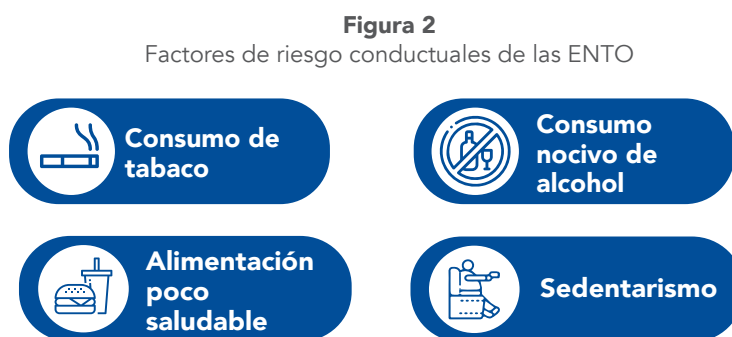 Figura 2
Factores de riesgo conductuales de las ENTO
Consumo de
tabaco
Consumo
nocivo de
alcohol
Alimentación
poco
saludable
Sedentarismo